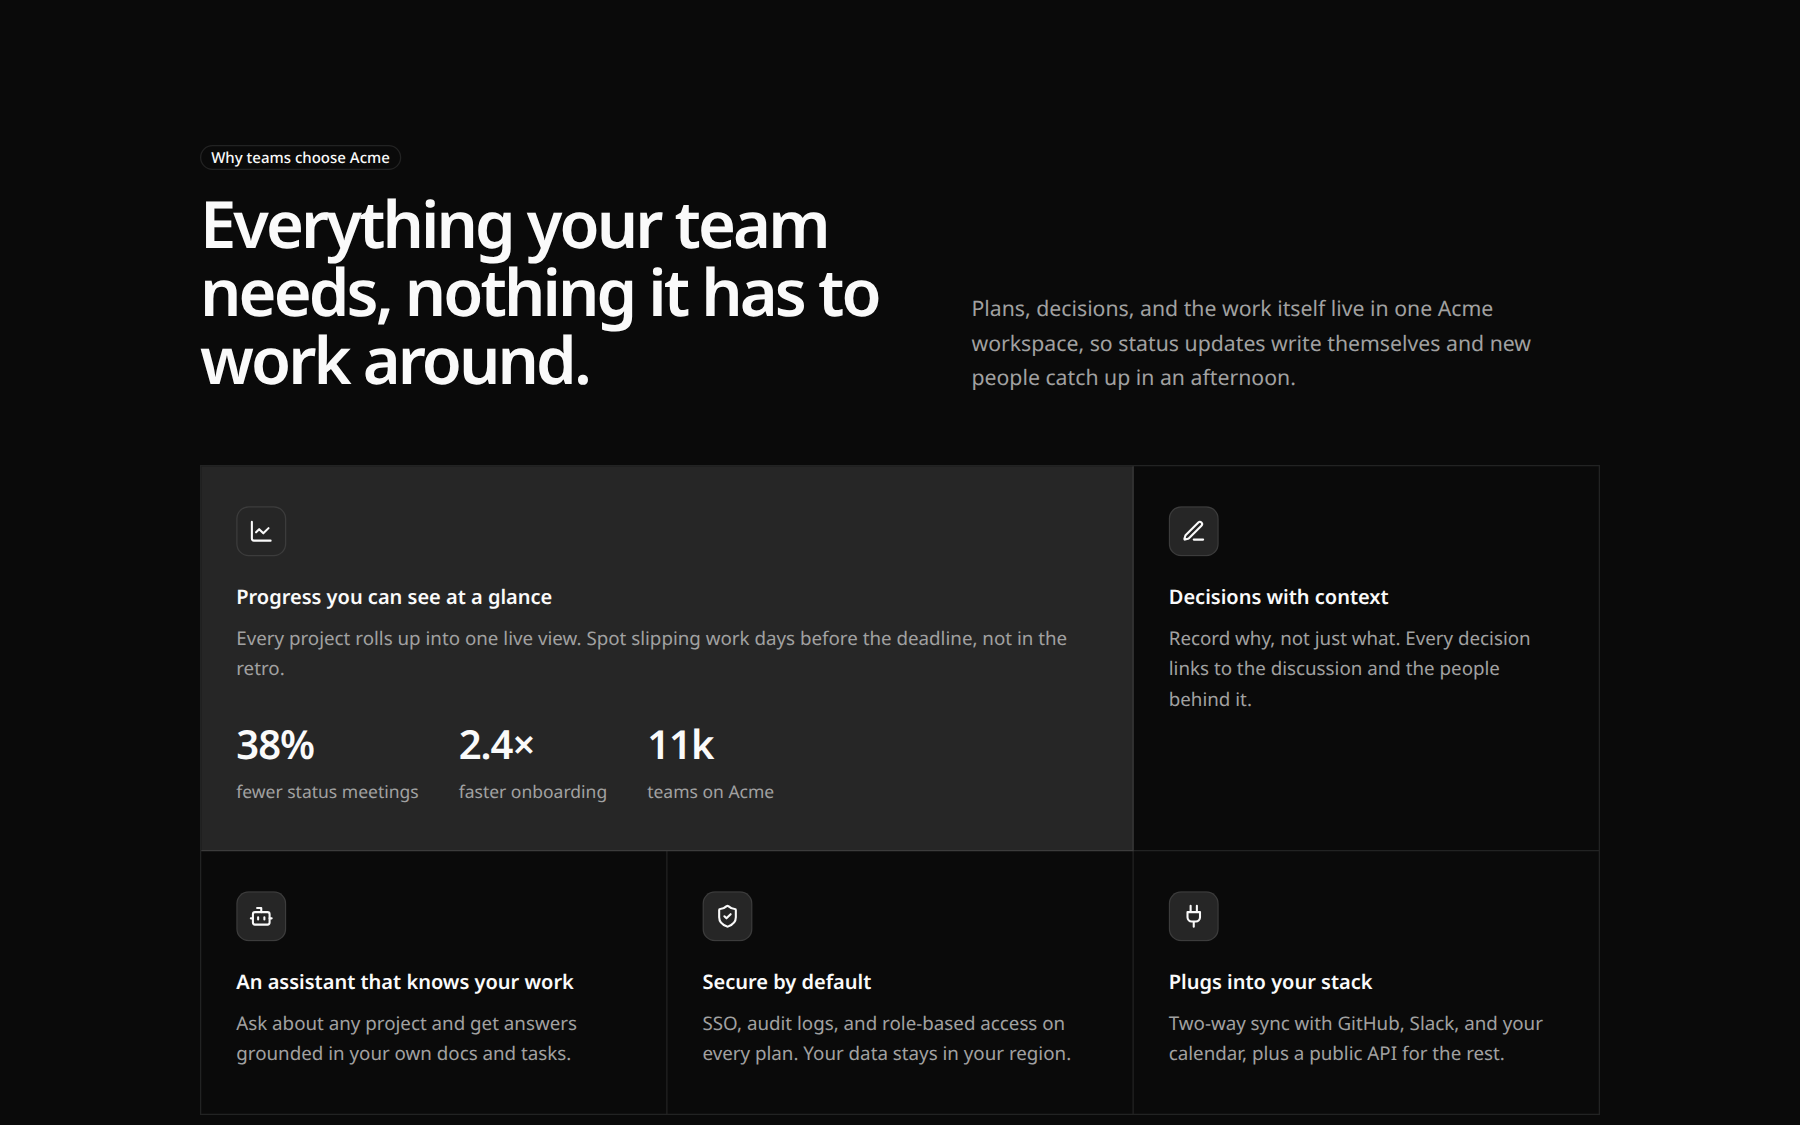 Why teams choose Acme
Everything your team
needs, nothing it has to
work around.
Plans, decisions, and the work itself live in one Acme
workspace, so status updates write themselves and new
people catch up in an afternoon.
Progress you can see at a glance
Every project rolls up into one live view. Spot slipping work days before the deadline, not in the
retro.
38%
fewer status meetings
2.4×
faster onboarding
11k
teams on Acme
Decisions with context
Record why, not just what. Every decision
links to the discussion and the people
behind it.
An assistant that knows your work
Ask about any project and get answers
grounded in your own docs and tasks.
Secure by default
SSO, audit logs, and role-based access on
every plan. Your data stays in your region.
Plugs into your stack
Two-way sync with GitHub, Slack, and your
calendar, plus a public API for the rest.